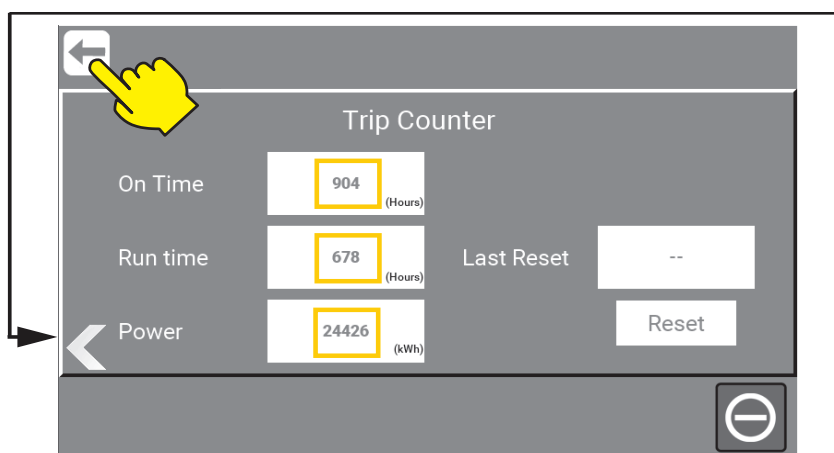 Trip Counter
On Time
904
(Hours)
Run time
678
(Hours)
Last Reset
--
Power
24426
(kWh)
Reset